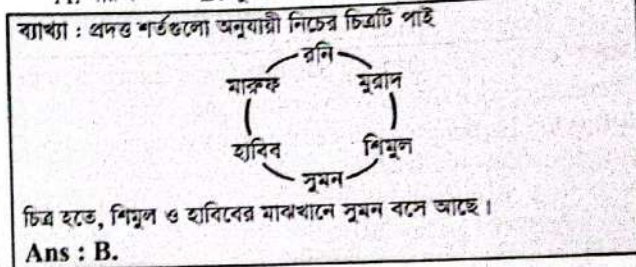 ব্যাখ্যা : প্রদত্ত শর্তগুলো অনুযায়ী নিচের চিত্রটি পাই
রনি
মারুফ মুরাদ
হাবিব শিমুল
সুমন
চিত্র হতে, শিমুল ও হাবিবের মাঝখানে সুমন বসে আছে।
Ans : B.